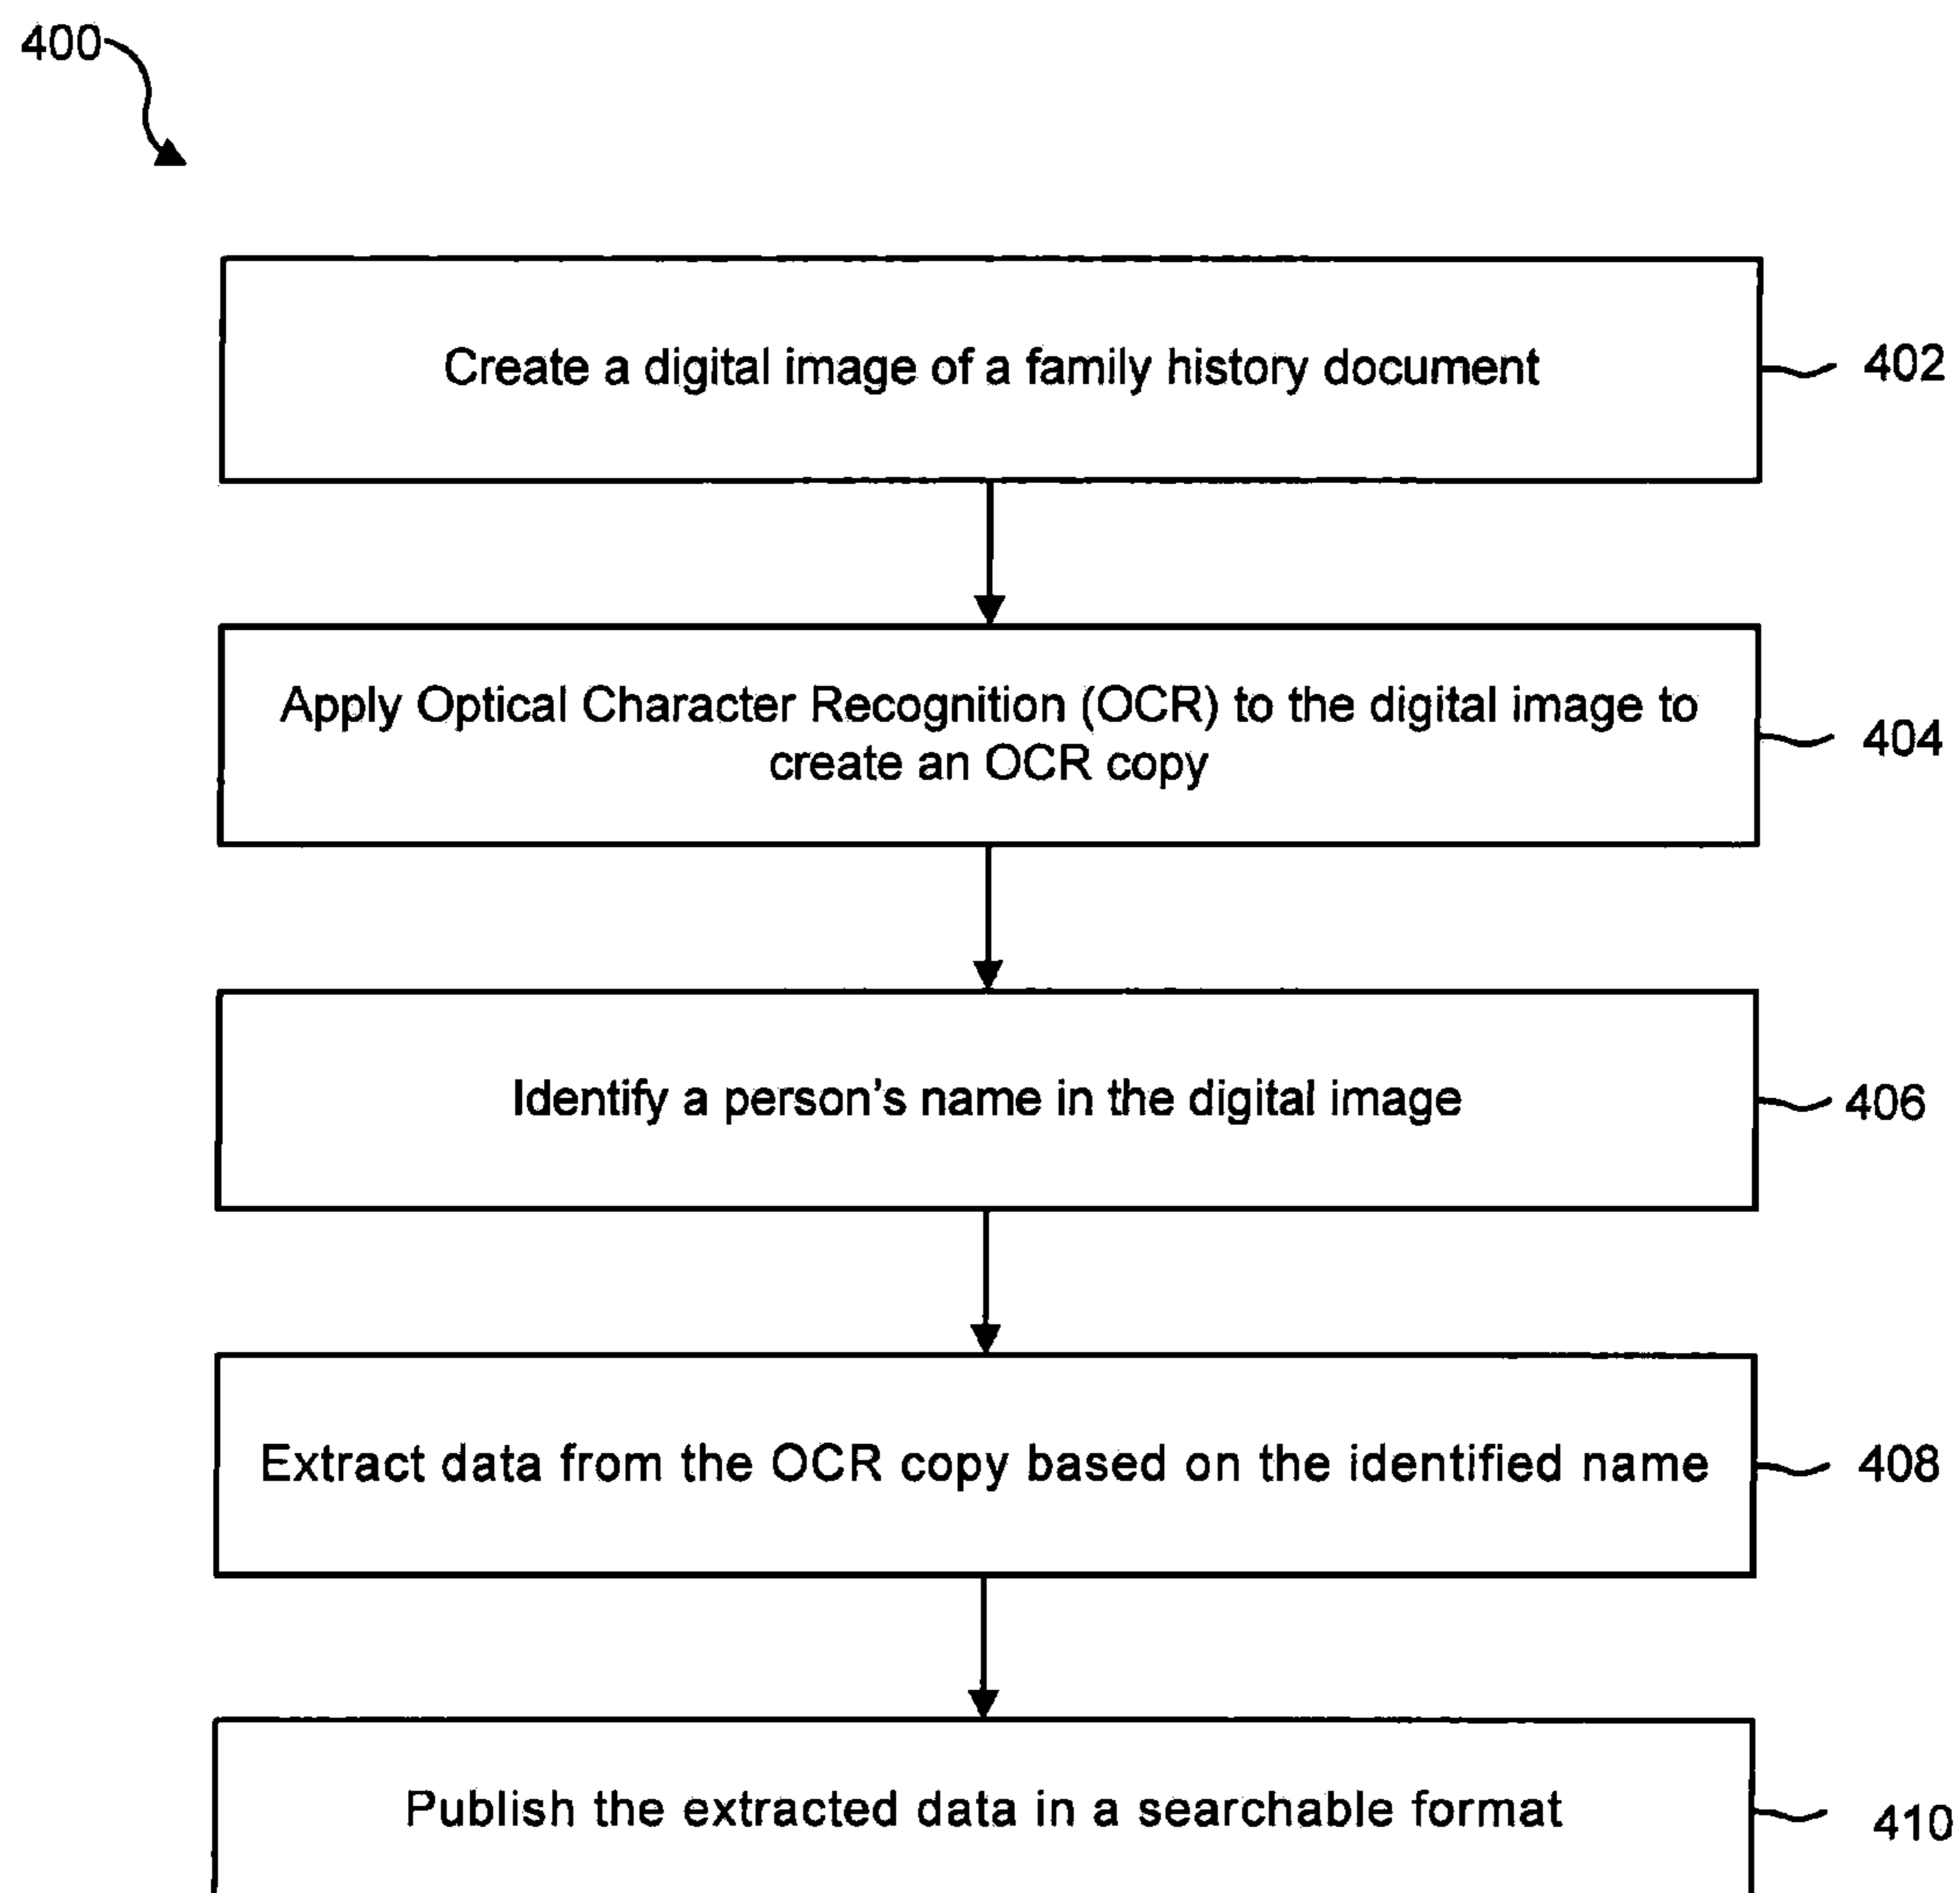 400
Create a digital image of a family history document
402
Apply Optical Character Recognition (OCR) to the digital image to
create an OCR copy
404
Identify a person's name in the digital image
406
Extract data from the OCR copy based on the identified name
408
Publish the extracted data in a searchable format
410